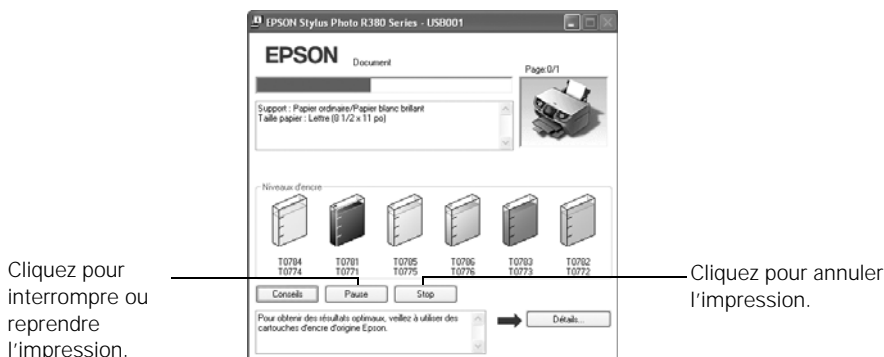 EPSON Stylus Photo R380 Series - USB001
EPSON
Document
Page:0/1
Support : Papier ordinaire/Papier blanc brillant
Taille papier : Lettre (8 1/2 x 11 po)
Niveaux d'encre
T0784 T0781 T0785 T0786 T0783 T0782
T0774 T0771 T0775 T0776 T0773 T0772
Conseils Pause Stop
Pour obtenir des résultats optimaux, veillez à utiliser des
cartouches d'encre d'origine Epson.
Détails...
Cliquez pour
interrompre ou
reprendre
l'impression.
Cliquez pour annuler
l'impression.